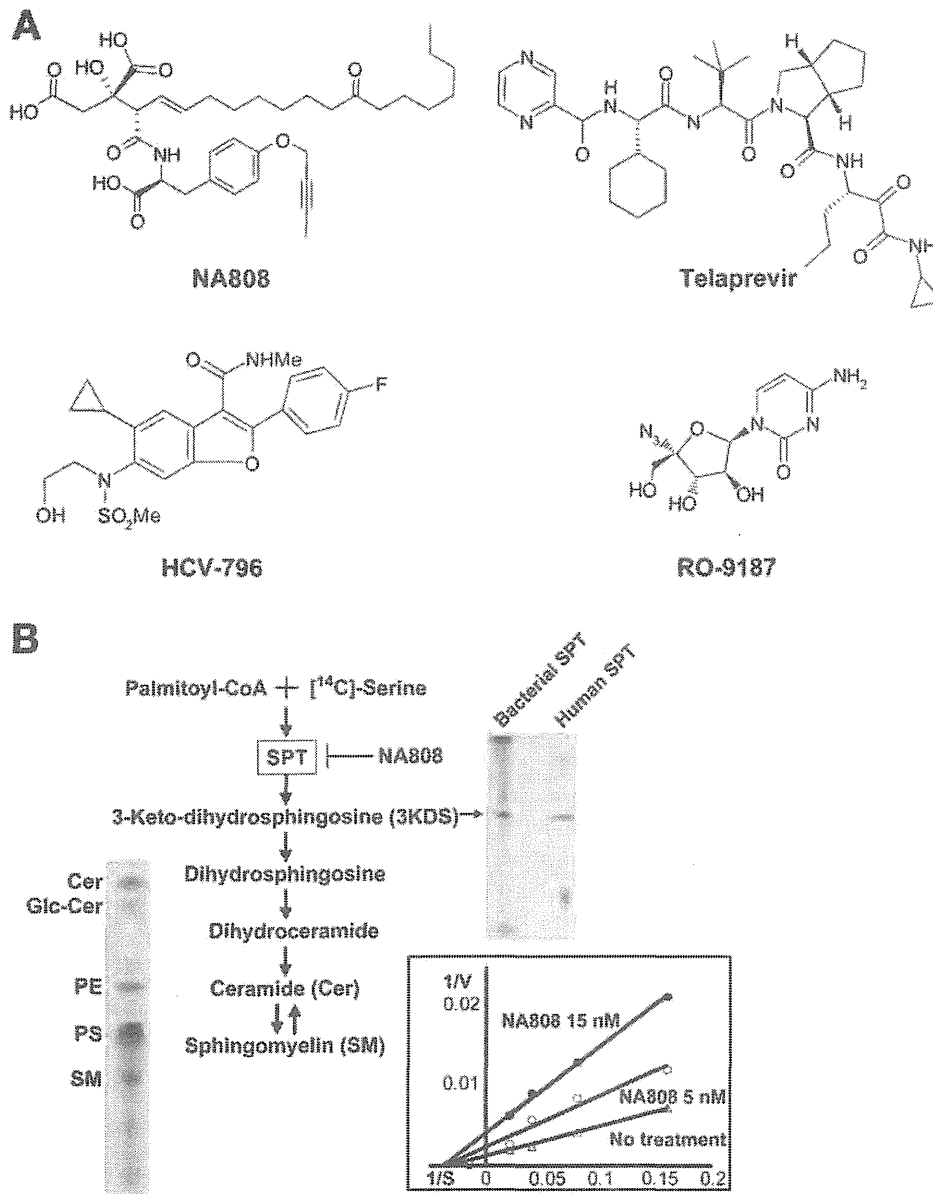 A
HO
O
HO
O
HO
O
O
O
NH
HO
O
O
NA808
N
N
O
H
N
O
N
O
N
H
H
O
NH
O
O
NH
Telaprevir
O
NHMe
F
O
N
OH
SO2Me
HCV-796
NH2
N
N
O
O
N3
HO
HO
HO
RO-9187
B
Palmitoyl-CoA + [14C]-Serine
SPT
NA808
3-Keto-dihydrosphingosine (3KDS)
Dihydrosphingosine
Dihydroceramide
Ceramide (Cer)
Sphingomyelin (SM)
Bacterial SPT
Human SPT
Cer
Glc-Cer
PE
PS
SM
1/V
0.02
NA808 15 nM
0.01
NA808 5 nM
No treatment
1/S 0 0.05 0.1 0.15 0.2